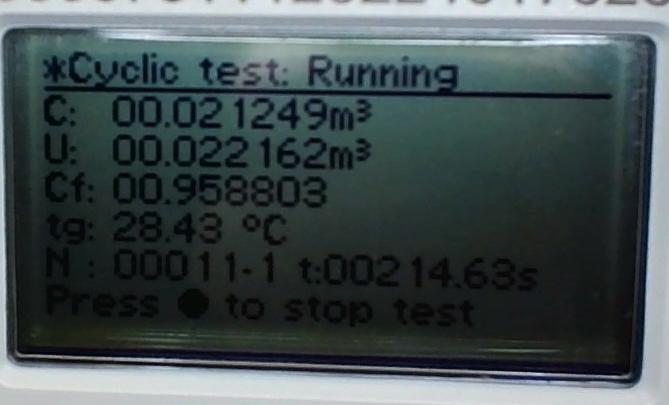 *Cyclic test: Running
C: 00.021249m³
U: 00.022162m³
Cf: 00.958803
tg: 28.43 °C
N : 00011-1 t:00214.63s
Press ● to stop test